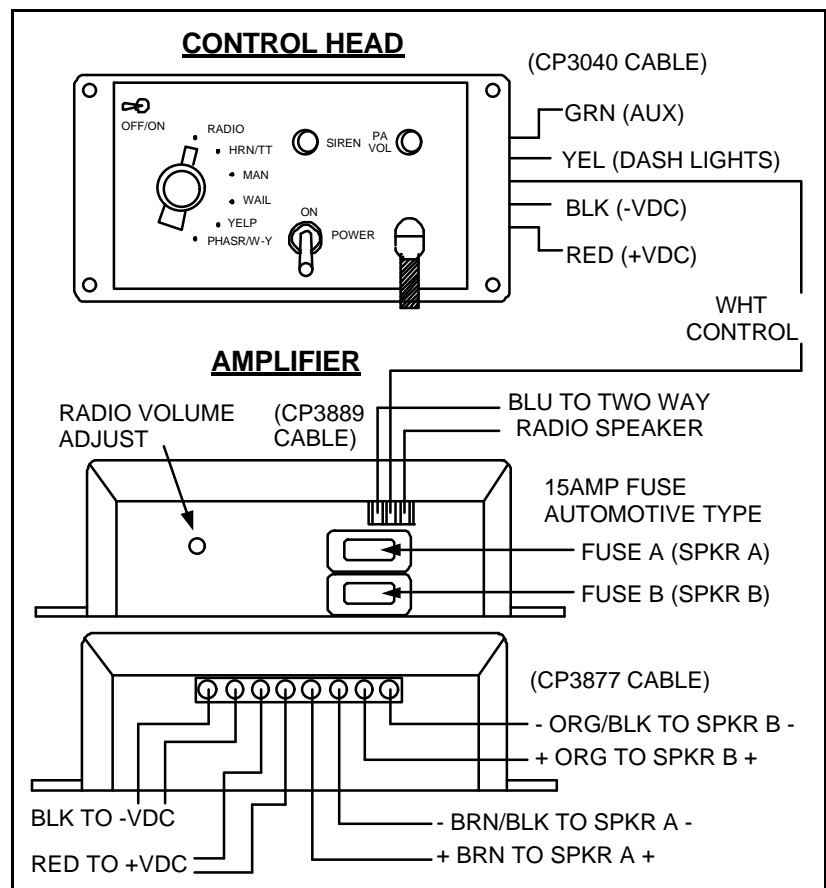 CONTROL HEAD
(CP3040 CABLE)
OFF/ON
RADIO
HRN/TT
MAN
WAIL
YELP
PHASR/W-Y
SIREN
PA
VOL
ON
POWER
GRN (AUX)
YEL (DASH LIGHTS)
BLK (-VDC)
RED (+VDC)
WHT
CONTROL
AMPLIFIER
RADIO VOLUME
ADJUST
(CP3889
CABLE)
BLU TO TWO WAY
RADIO SPEAKER
15AMP FUSE
AUTOMOTIVE TYPE
FUSE A (SPKR A)
FUSE B (SPKR B)
(CP3877 CABLE)
- ORG/BLK TO SPKR B -
+ ORG TO SPKR B +
BLK TO -VDC
RED TO +VDC
- BRN/BLK TO SPKR A -
+ BRN TO SPKR A +